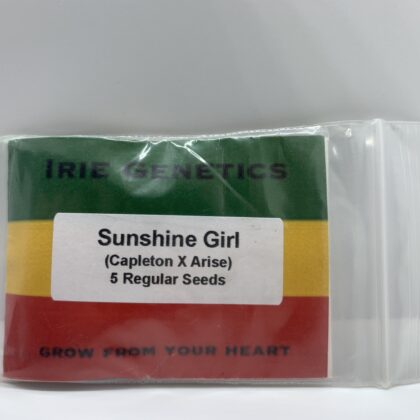 IRIE GENETICS
Sunshine Girl
(Capleton X Arise)
5 Regular Seeds
GROW FROM YOUR HEART